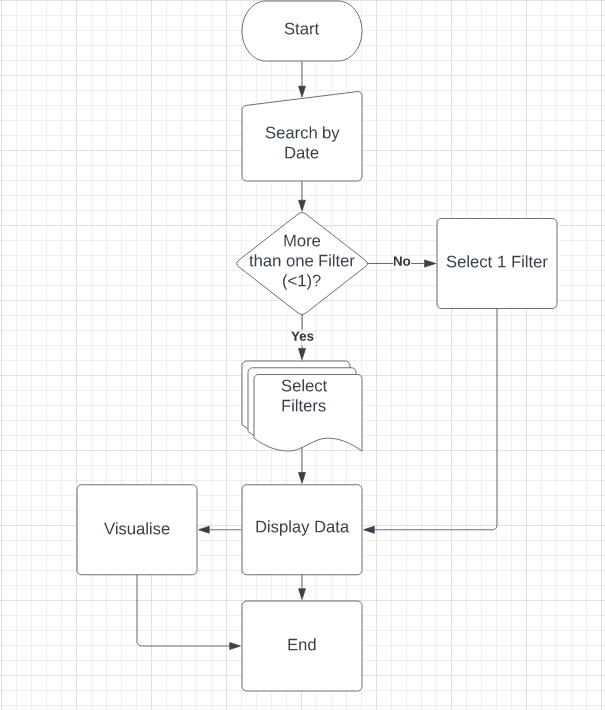 Start
Search by
Date
More
than one Filter
(<1)?
No
Select 1 Filter
Yes
Select
Filters
Visualise
Display Data
End